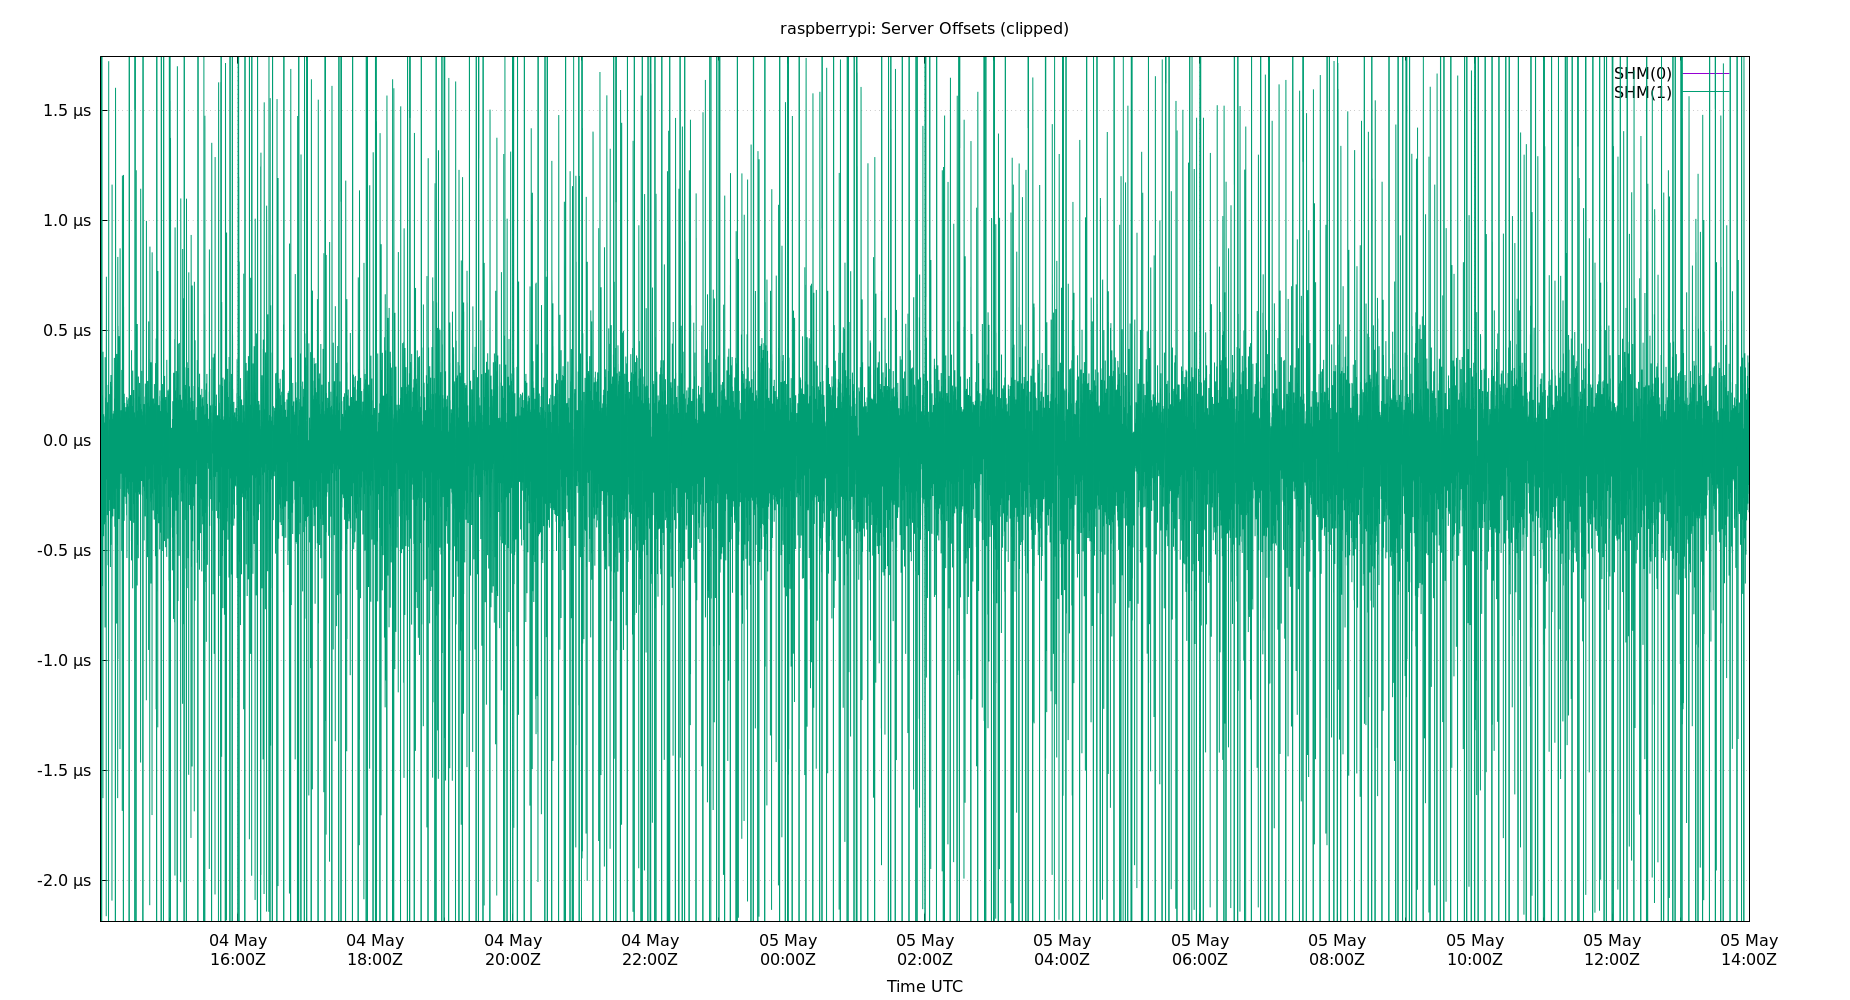 raspberrypi: Server Offsets (clipped)
SHM(0)
SHM(1)
1.5 µs
1.0 µs
0.5 µs
0.0 µs
-0.5 µs
-1.0 µs
-1.5 µs
-2.0 µs
04 May 04 May 04 May 04 May 05 May 05 May 05 May 05 May 05 May 05 May 05 May 05 May
16:00Z 18:00Z 20:00Z 22:00Z 00:00Z 02:00Z 04:00Z 06:00Z 08:00Z 10:00Z 12:00Z 14:00Z
Time UTC